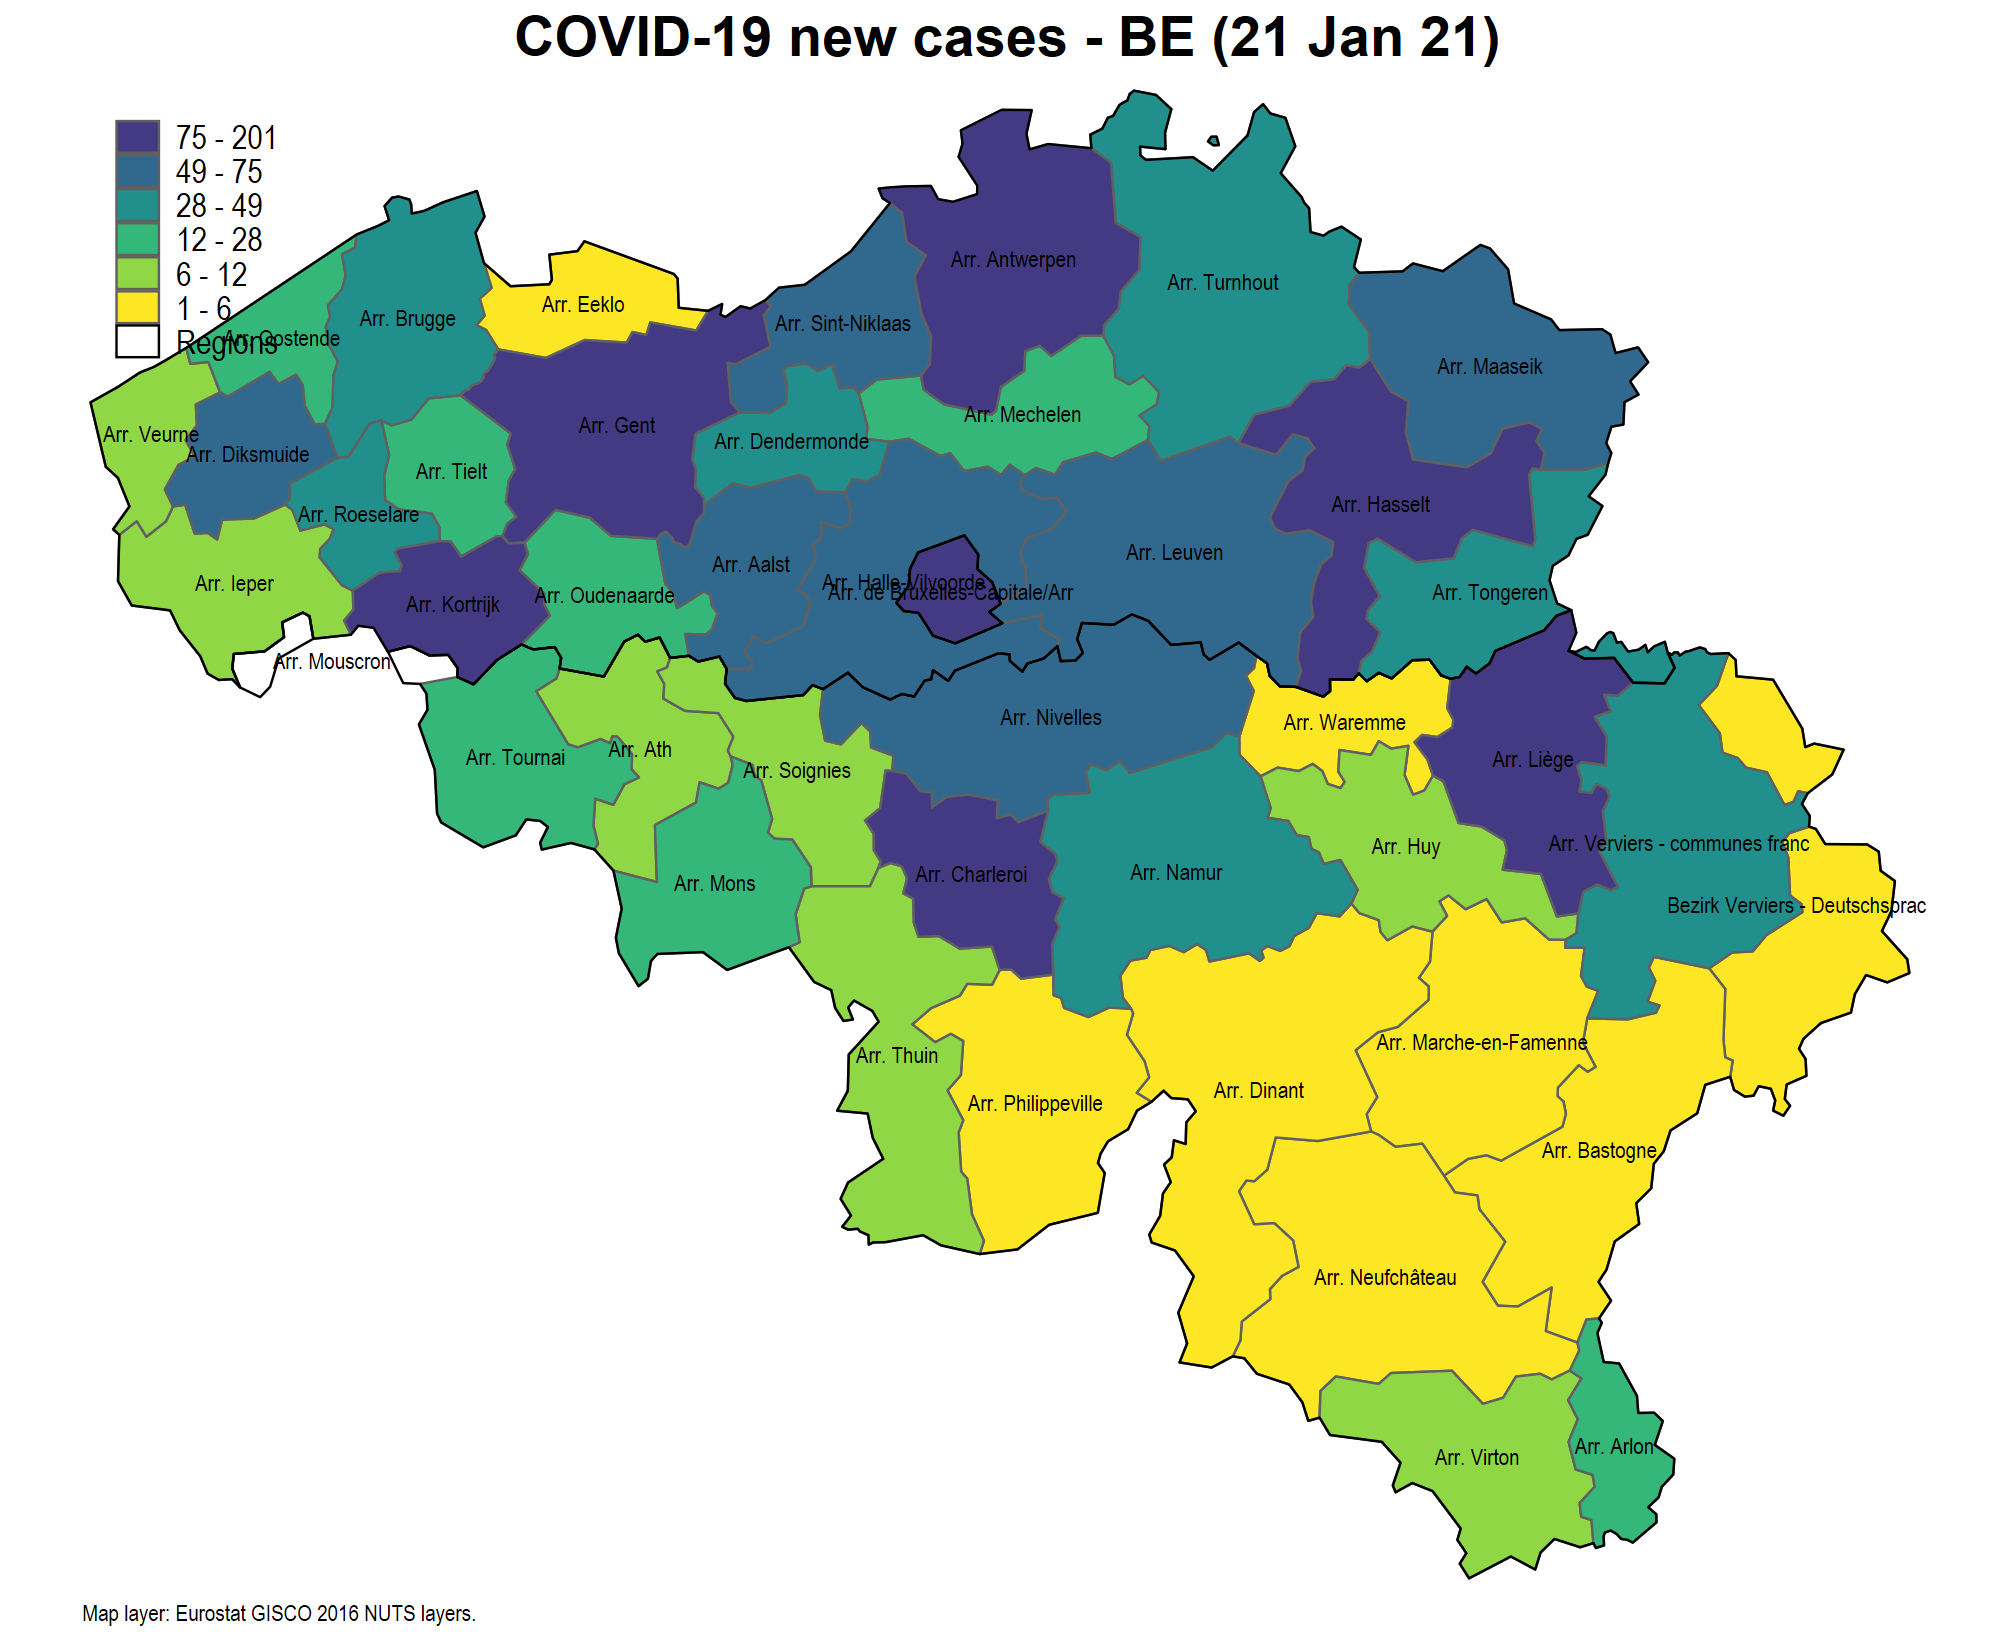 COVID-19 new cases - BE (21 Jan 21)
75 - 201
49 - 75
28 - 49
12 - 28
6 - 12
1 - 6
Regions
Arr. Antwerpen
Arr. Turnhout
Arr. Eeklo
Arr. Brugge
Arr. Sint-Niklaas
Arr. Oostende
Arr. Maaseik
Arr. Mechelen
Arr. Gent
Arr. Veurne
Arr. Dendermonde
Arr. Diksmuide
Arr. Tielt
Arr. Hasselt
Arr. Roeselare
Arr. Leuven
Arr. Aalst
Arr. Ieper
Arr. Halle-Vilvoorde
Arr. de Bruxelles-Capitale/Arr
Arr. Tongeren
Arr. Oudenaarde
Arr. Kortrijk
Arr. Mouscron
Arr. Nivelles
Arr. Waremme
Arr. Ath
Arr. Tournai
Arr. Liège
Arr. Soignies
Arr. Verviers - communes franc
Arr. Huy
Arr. Namur
Arr. Charleroi
Arr. Mons
Bezirk Verviers - Deutschsprac
Arr. Marche-en-Famenne
Arr. Thuin
Arr. Dinant
Arr. Philippeville
Arr. Bastogne
Arr. Neufchâteau
Arr. Arlon
Arr. Virton
Map layer: Eurostat GISCO 2016 NUTS layers.